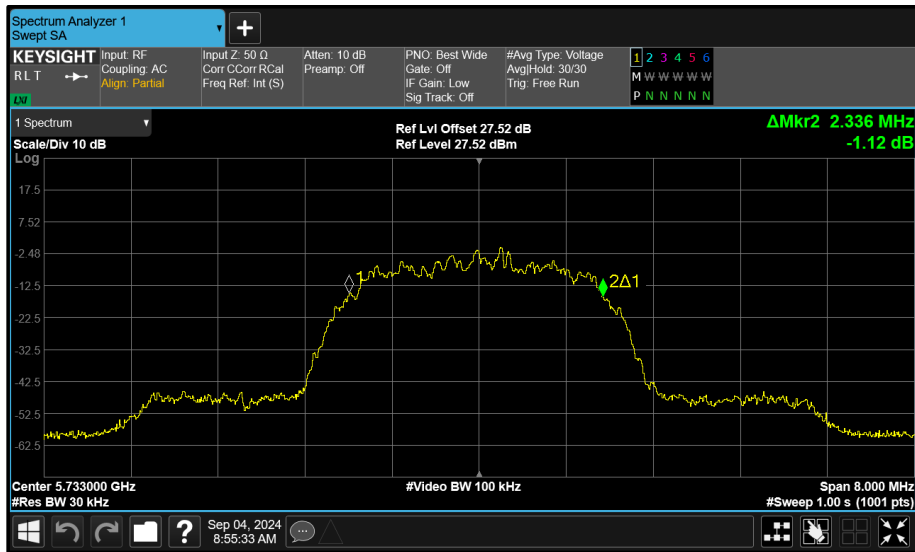 Spectrum Analyzer 1
Swept SA
KEYSIGHT
R L T
LXI
Input: RF
Coupling: AC
Align: Partial
Input Z: 50 Ω
Corr CCorr RCal
Freq Ref: Int (S)
Atten: 10 dB
Preamp: Off
PNO: Best Wide
Gate: Off
IF Gain: Low
Sig Track: Off
#Avg Type: Voltage
Avg|Hold: 30/30
Trig: Free Run
1 2 3 4 5 6
M W W W W W
P N N N N N
1 Spectrum
Scale/Div 10 dB
Ref Lvl Offset 27.52 dB
Ref Level 27.52 dBm
ΔMkr2 2.336 MHz
-1.12 dB
Log
17.5
7.52
-2.48
-12.5
-22.5
-32.5
-42.5
-52.5
-62.5
1
2Δ1
Center 5.733000 GHz
#Video BW 100 kHz
Span 8.000 MHz
#Res BW 30 kHz
#Sweep 1.00 s (1001 pts)
Sep 04, 2024
8:55:33 AM